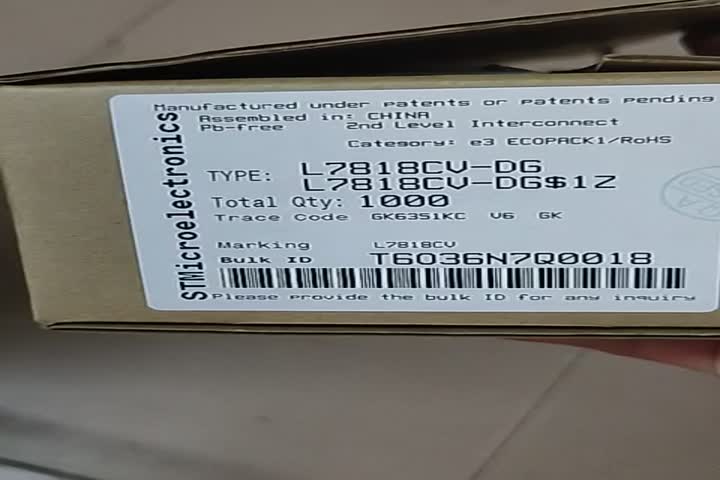 Manufactured under patents or patents pending
Assembled in: CHINA
Pb-free 2nd Level Interconnect
Category: e3 ECOPACK1/RoHS
TYPE: L7818CV-DG
L7818CV-DG$1Z
Total Qty: 1000
Trace Code GK6351KC V6 GK
Marking L7818CV
Bulk ID T6036N7Q0018
Please provide the bulk ID for any inquiry
STMicroelectronics